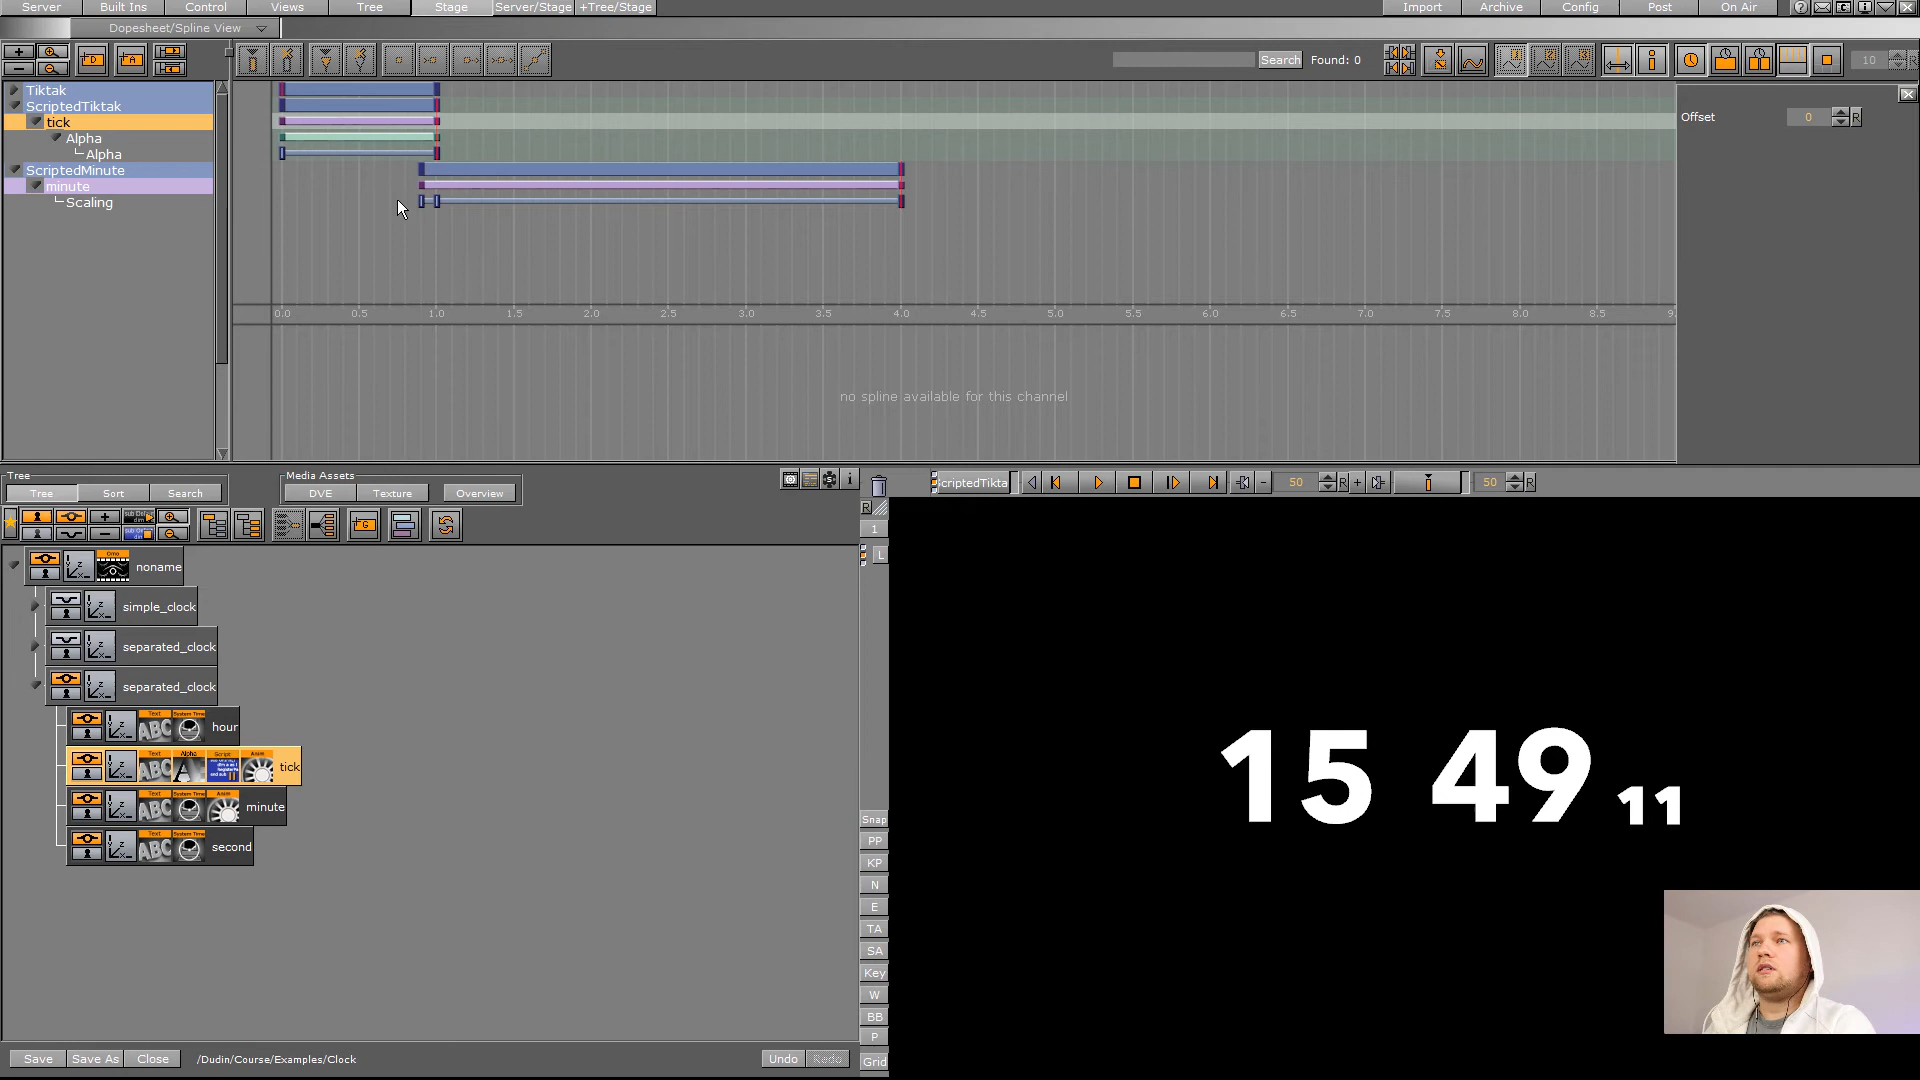 Server Built Ins Control Views Tree Stage Server/Stage +Tree/Stage Import Archive Config Post On Air
Dopesheet/Spline View
D A Search Found: 0 10 R
Tiktak
ScriptedTiktak
tick
Alpha
Alpha
ScriptedMinute
minute
Scaling
Offset 0 R
0.0 0.5 1.0 1.5 2.0 2.5 3.0 3.5 4.0 4.5 5.0 5.5 6.0 6.5 7.0 7.5 8.0 8.5 9.
no spline available for this channel
Tree Media Assets
Tree Sort Search DVE Texture Overview
criptedTikta 50 R 50 R
R
1
L
noname
simple_clock
separated_clock
separated_clock
hour
tick
minute
second
15 49 11
Snap
PP
KP
N
E
TA
SA
Key
W
BB
P
Grid
Save Save As Close /Dudin/Course/Examples/Clock Undo Redo